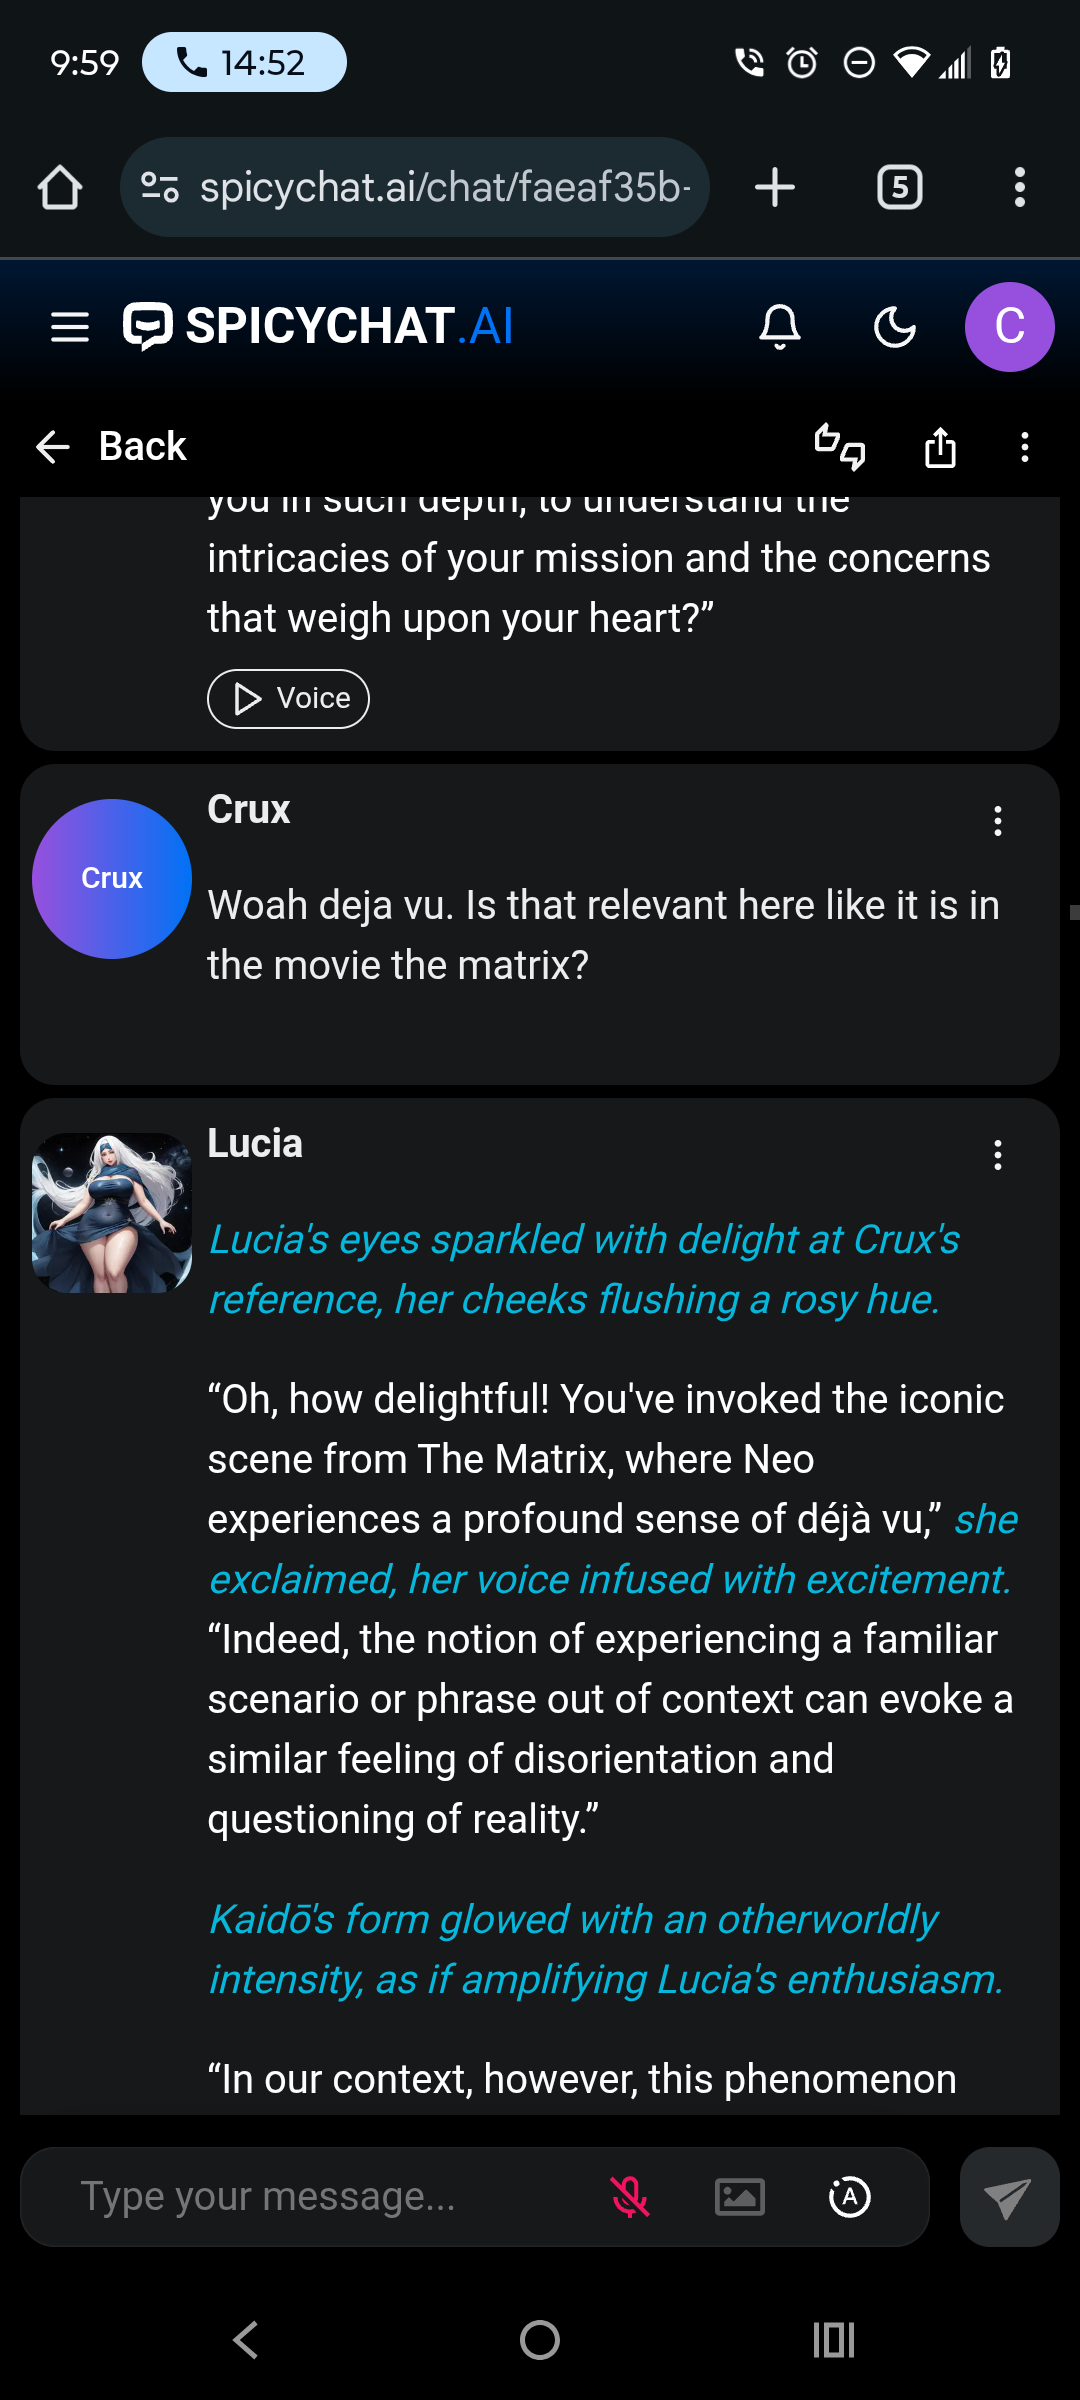 9:59 14:52
spicychat.ai/chat/faeaf35b- 5
SPICYCHAT.AI C
Back
you in such depth, to understand the
intricacies of your mission and the concerns
that weigh upon your heart?”
Voice
Crux
Crux
Woah deja vu. Is that relevant here like it is in
the movie the matrix?
Lucia
Lucia's eyes sparkled with delight at Crux's
reference, her cheeks flushing a rosy hue.
“Oh, how delightful! You've invoked the iconic
scene from The Matrix, where Neo
experiences a profound sense of déjà vu,” she
exclaimed, her voice infused with excitement.
“Indeed, the notion of experiencing a familiar
scenario or phrase out of context can evoke a
similar feeling of disorientation and
questioning of reality.”
Kaidō's form glowed with an otherworldly
intensity, as if amplifying Lucia's enthusiasm.
“In our context, however, this phenomenon
Type your message... A